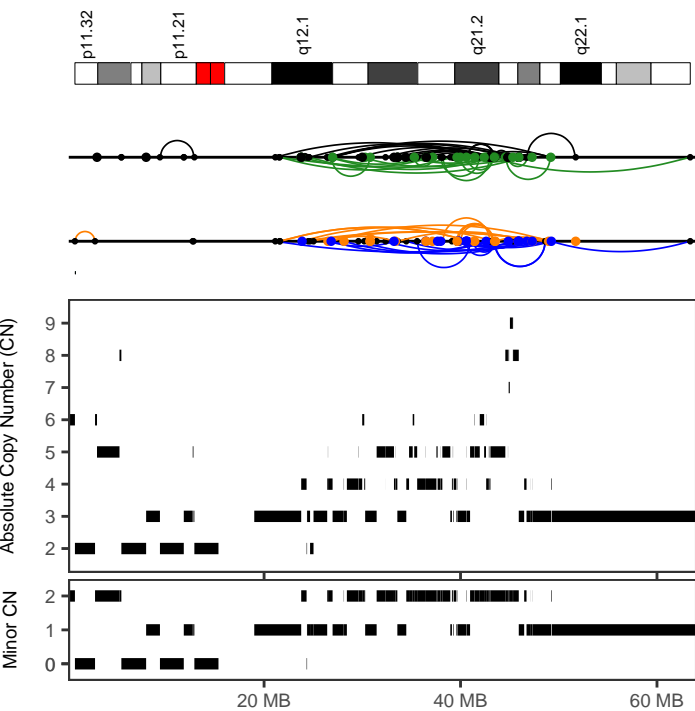 p11.32
p11.21
q12.1
q21.2
q22.1
Absolute Copy Number (CN)
9
8
7
6
5
4
3
2
Minor CN
2
1
0
20 MB
40 MB
60 MB